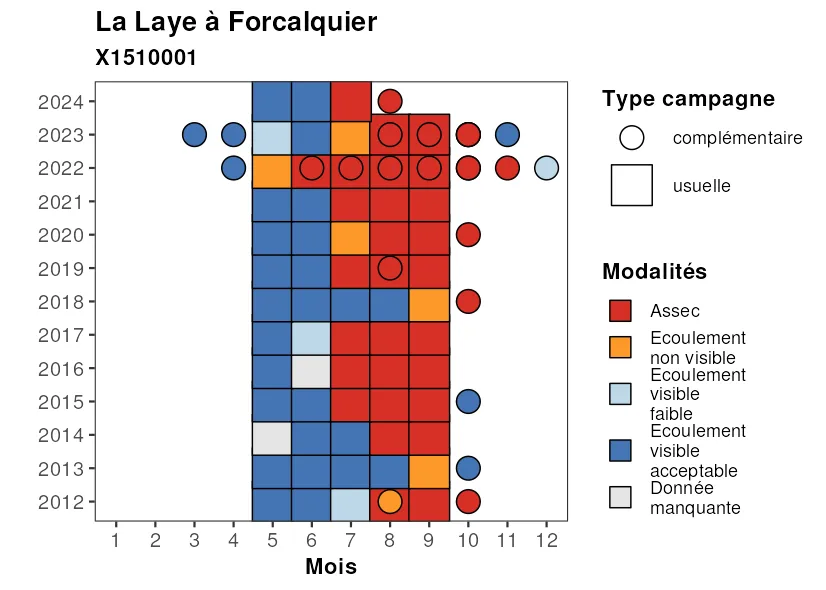 La Laye à Forcalquier
X1510001
2024
2023
2022
2021
2020
2019
2018
2017
2016
2015
2014
2013
2012
1 2 3 4 5 6 7 8 9 10 11 12
Mois
Type campagne
complémentaire
usuelle
Modalités
Assec
Ecoulement
non visible
Ecoulement
visible
faible
Ecoulement
visible
acceptable
Donnée
manquante